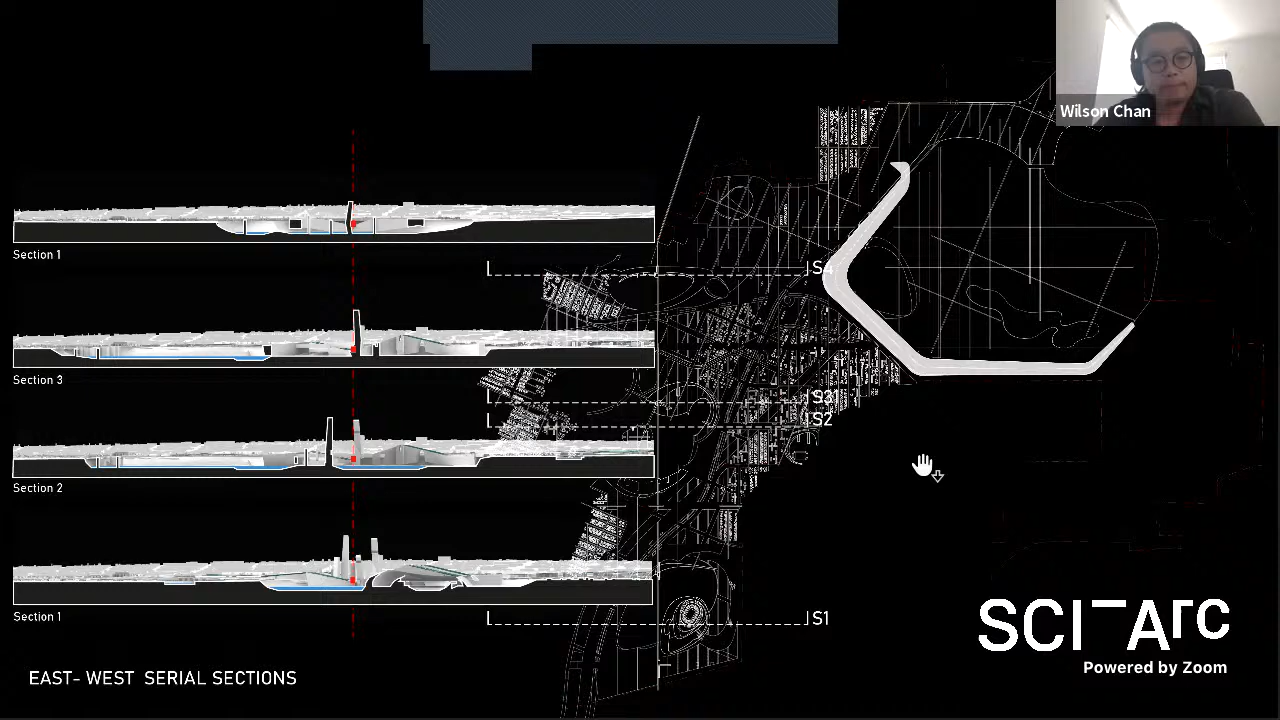 Wilson Chan
Section 1
S4
Section 3
S3
S2
Section 2
Section 1
S1
SCI-Arc
Powered by Zoom
EAST- WEST SERIAL SECTIONS